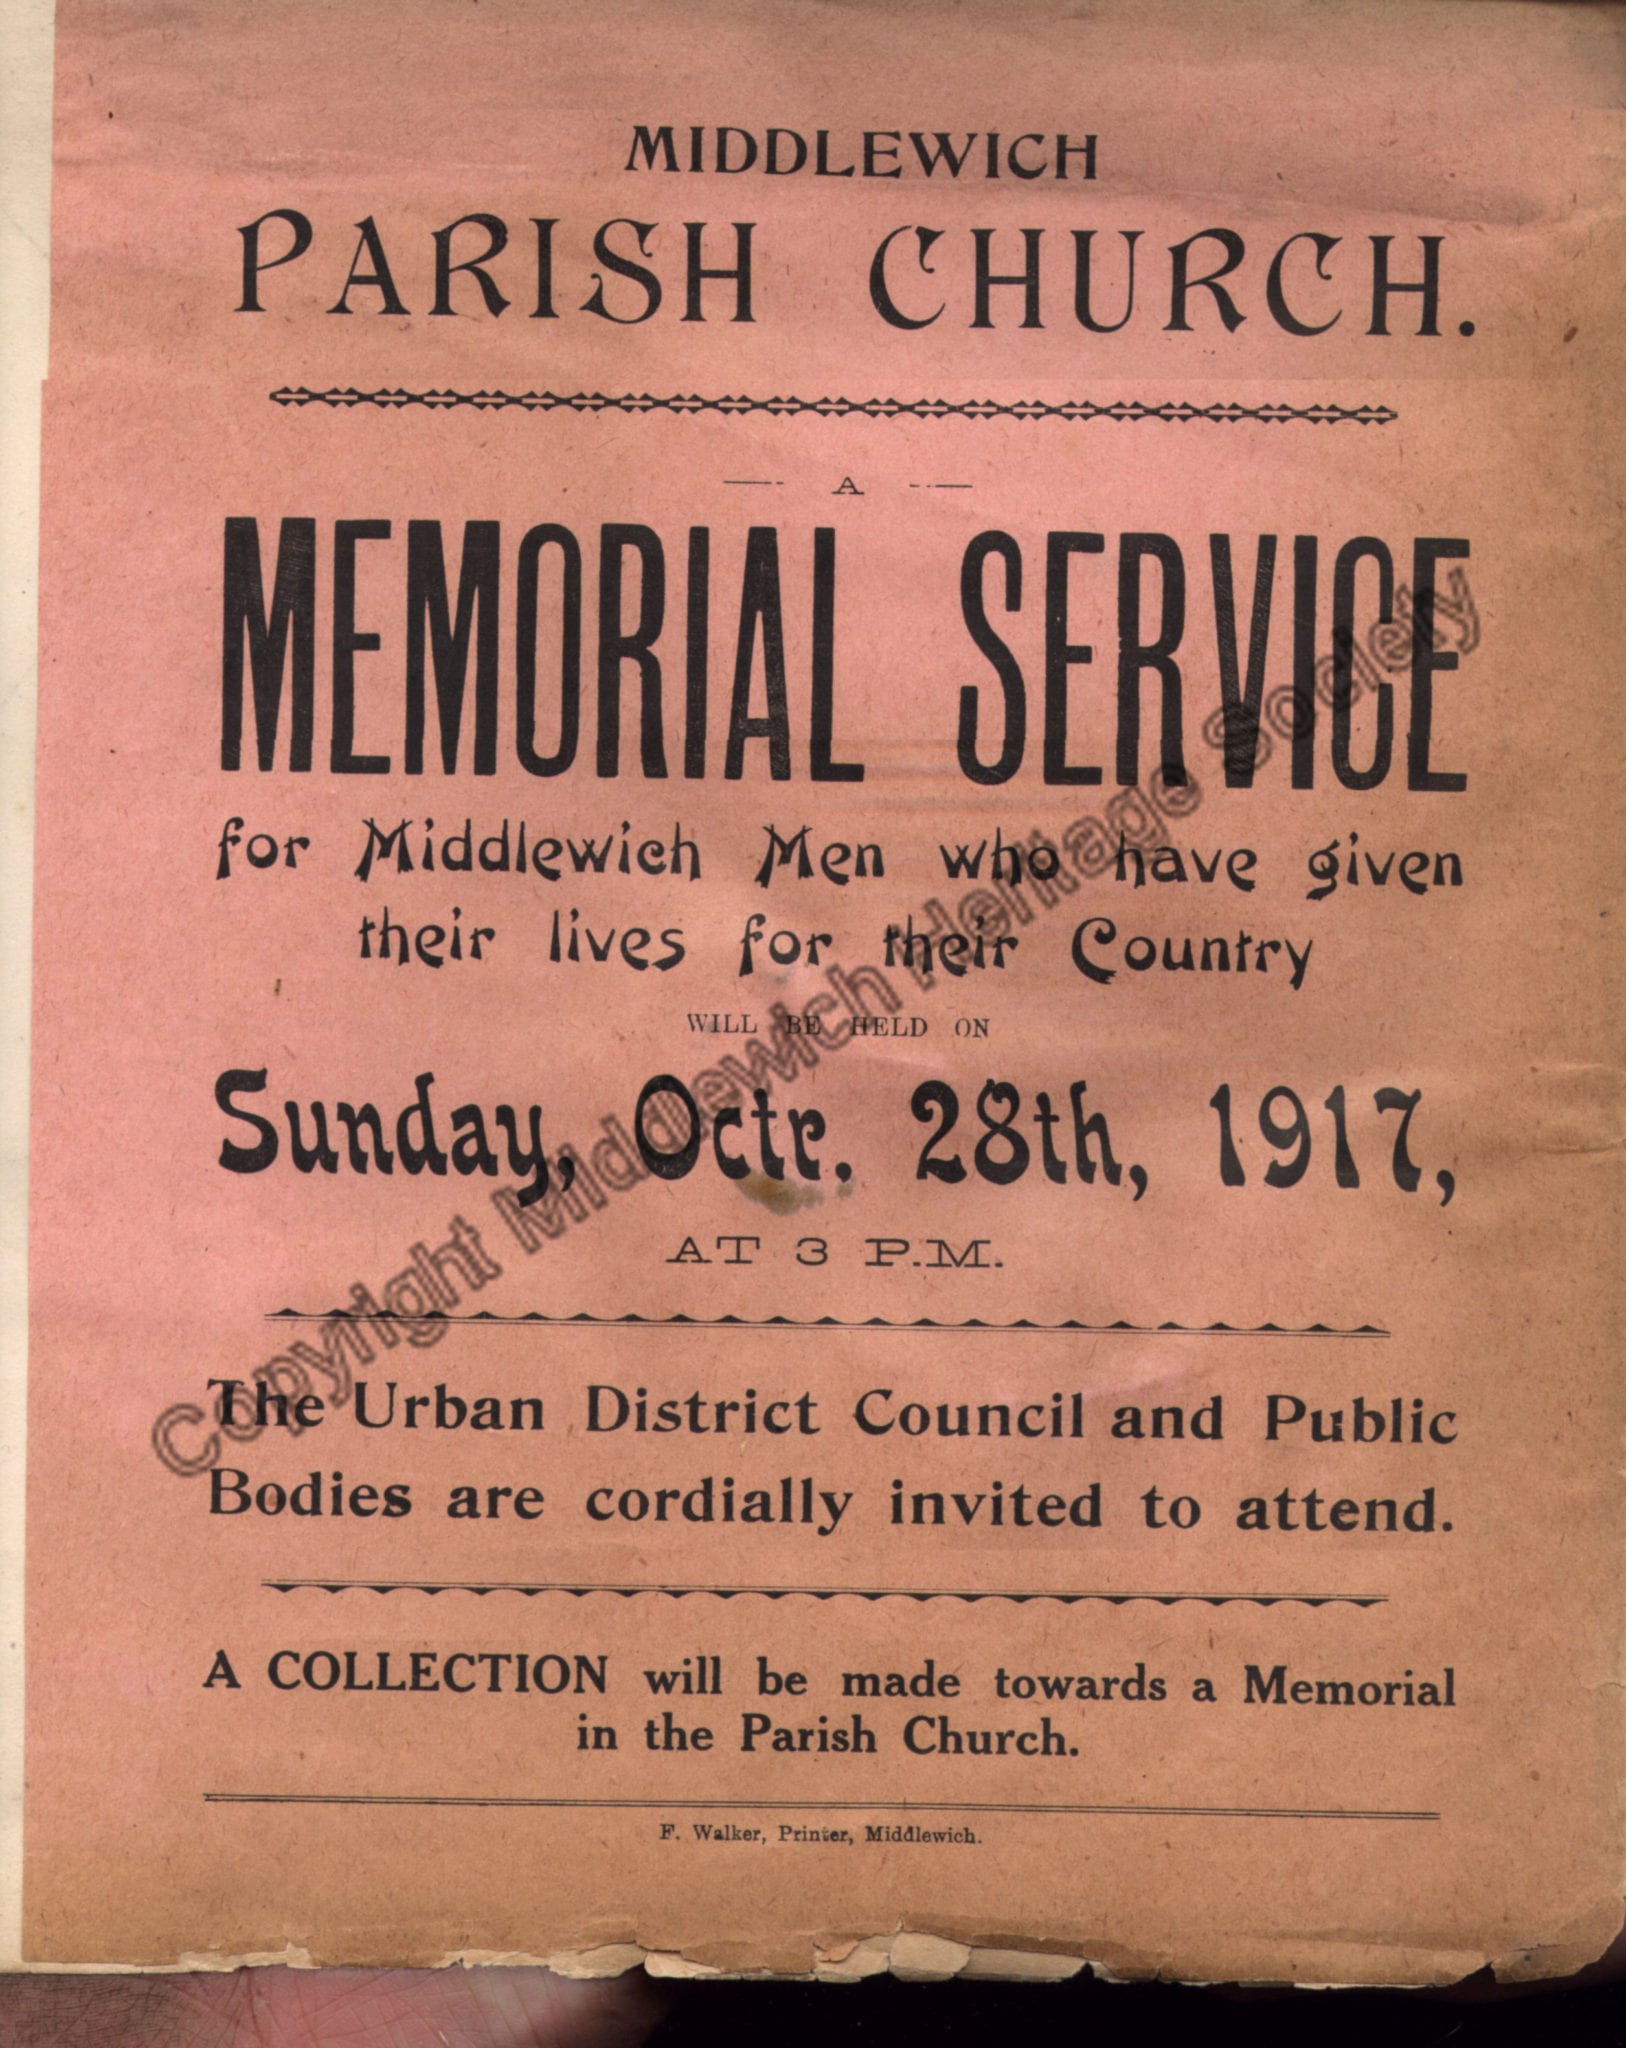 MIDDLEWICH
PARISH CHURCH.
A
MEMORIAL SERVICE
for Middlewich Men who have given
their lives for their Country
WILL BE HELD ON
Sunday, Octr. 28th, 1917,
AT 3 P.M.
The Urban District Council and Public
Bodies are cordially invited to attend.
A COLLECTION will be made towards a Memorial
in the Parish Church.
F. Walker, Printer, Middlewich.
Copyright Middlewich Heritage Society